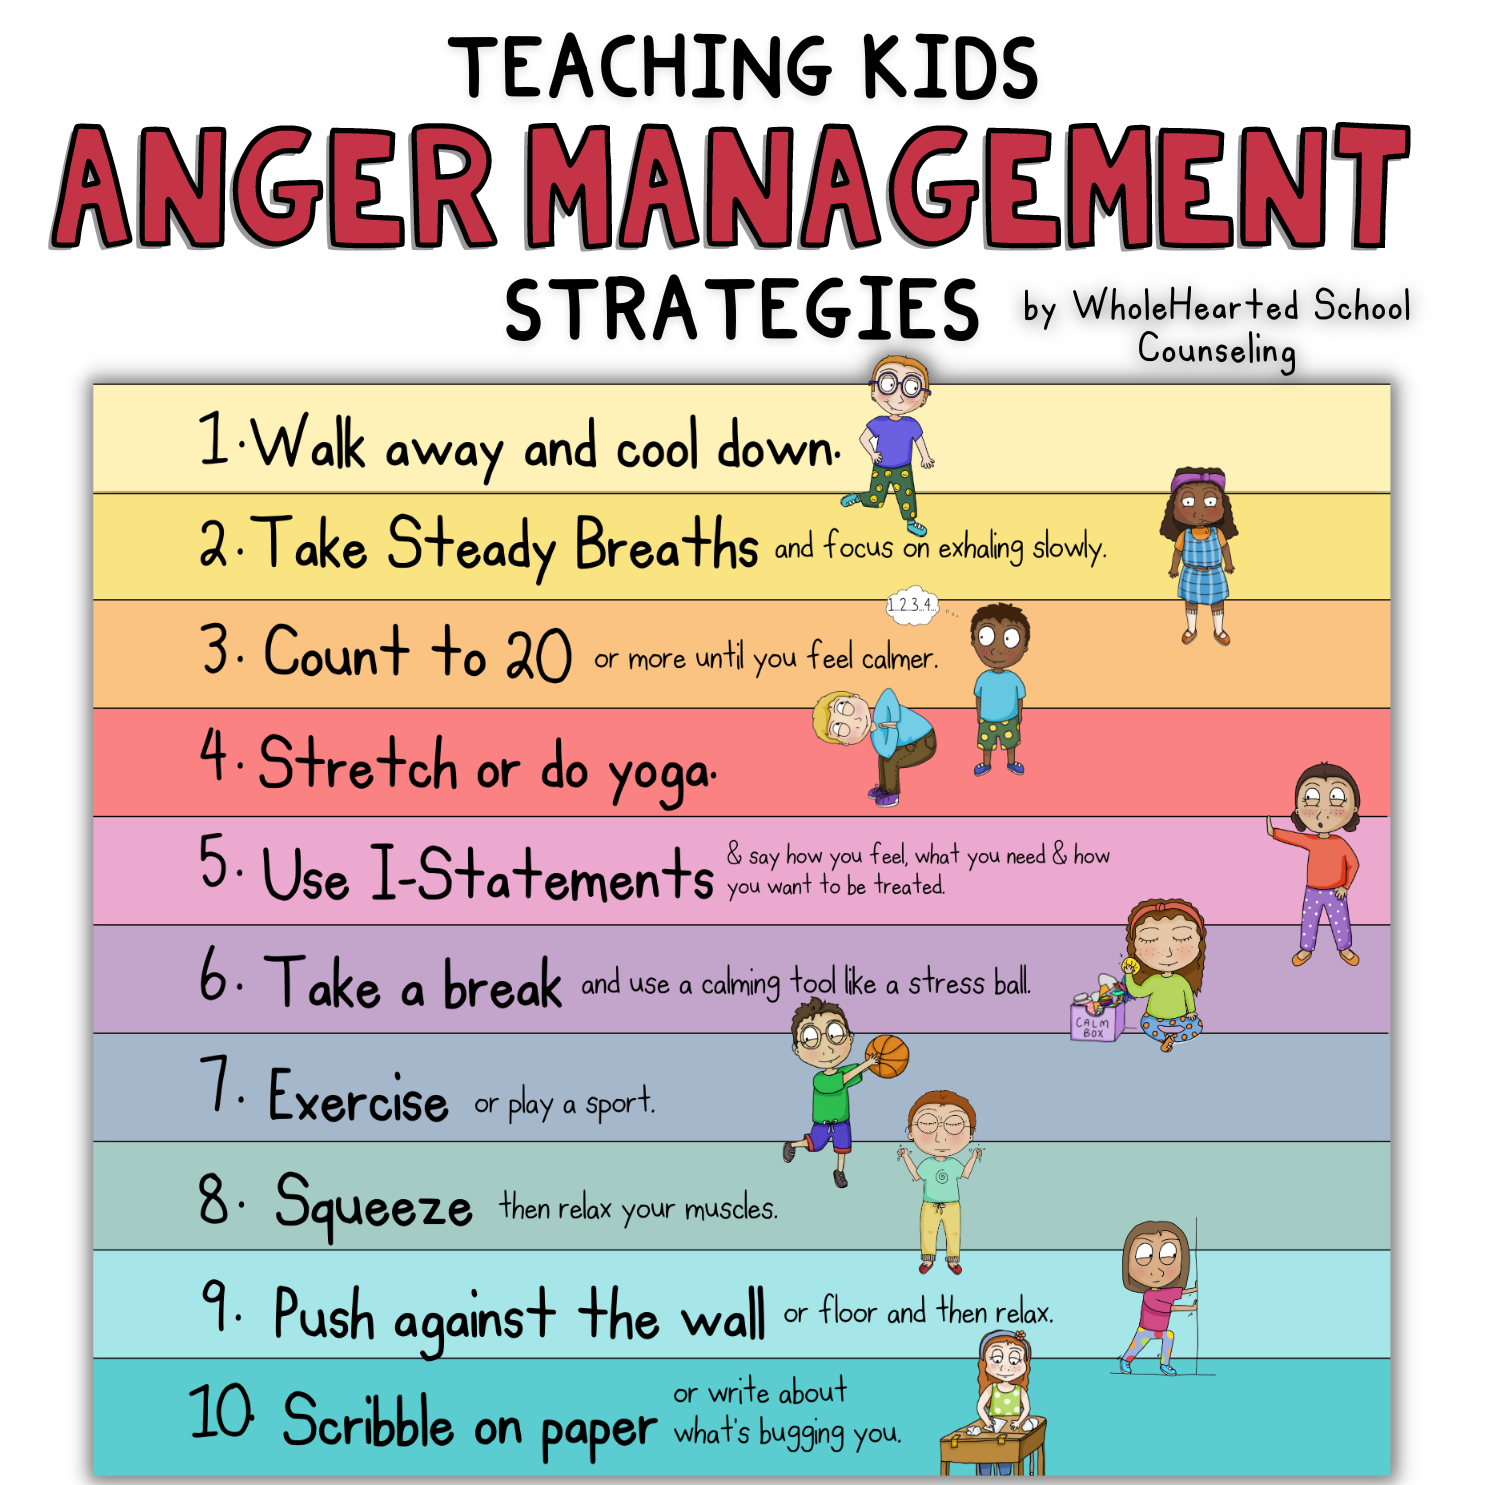 TEACHING KIDS
ANGER MANAGEMENT
STRATEGIES
by WholeHearted School
Counseling
1. Walk away and cool down.
2. Take Steady Breaths and focus on exhaling slowly.
1..2..3..4...
3. Count to 20 or more until you feel calmer.
4. Stretch or do yoga.
5. Use I-Statements & say how you feel, what you need & how
you want to be treated.
6. Take a break and use a calming tool like a stress ball.
CALM
BOX
7. Exercise or play a sport.
8. Squeeze then relax your muscles.
9. Push against the wall or floor and then relax.
10. Scribble on paper or write about
what's bugging you.